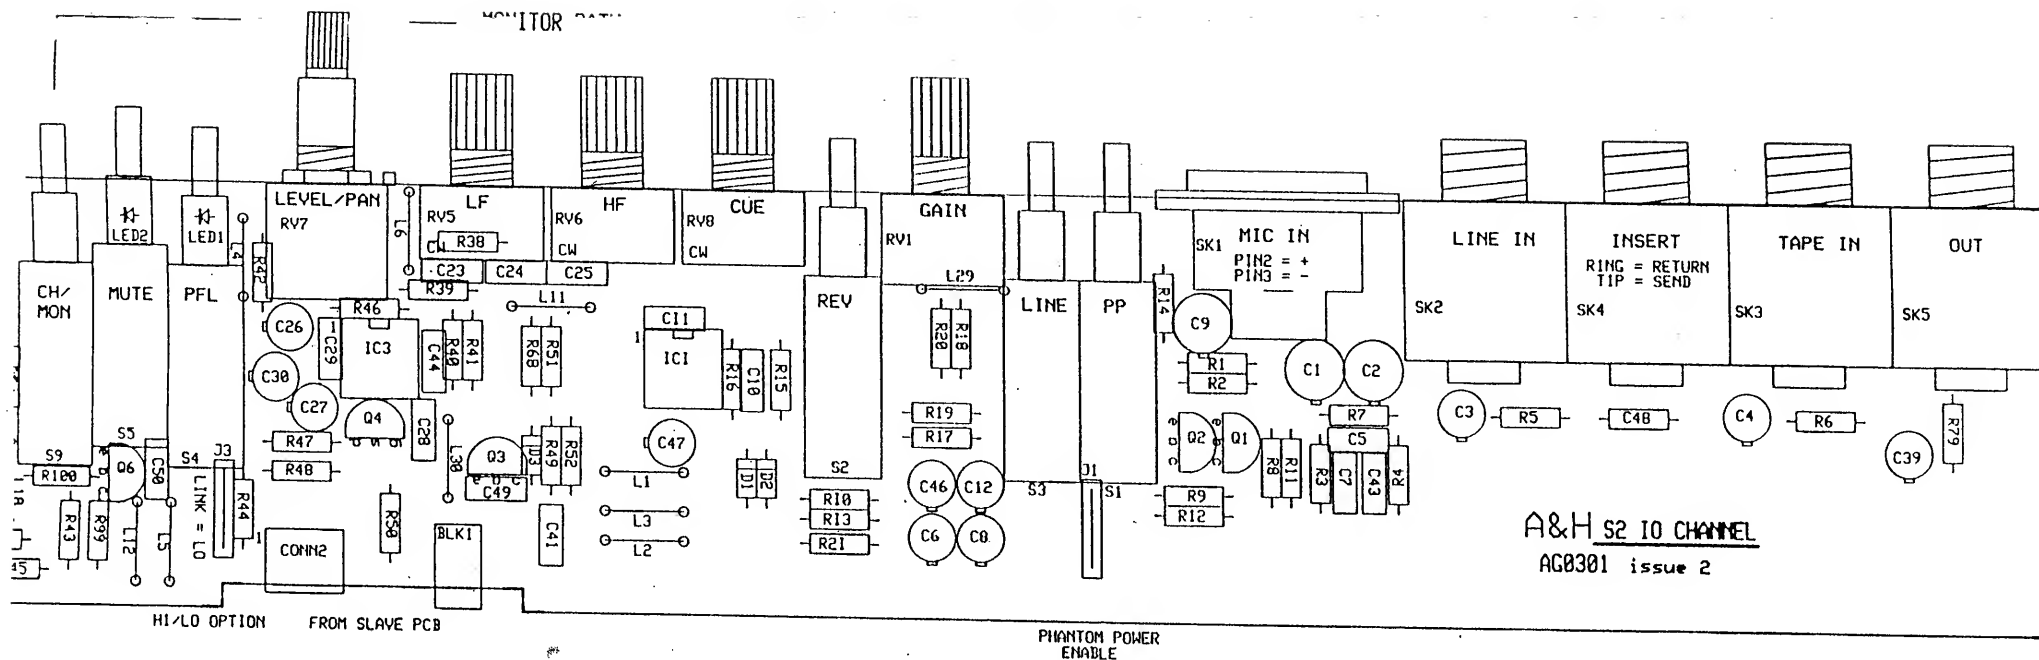 MONITOR PATH
LEVEL/PAN
RV7
LF
RV5
CW
R38
HF
RV6
CW
CUE
RV8
CW
GAIN
RV1
MIC IN
PIN2 = +
PIN3 = -
SK1
LINE IN
SK2
INSERT
RING = RETURN
TIP = SEND
SK4
TAPE IN
SK3
OUT
SK5
LED2
LED1
L4
R42
L6
CH/
MON
MUTE
PFL
C23
C24
C25
R39
L11
L29
REV
LINE
PP
R14
C9
R46
C26
C29
IC3
1
C44
R40
R41
R68
R51
C11
1
IC1
R16
C10
R15
R20
R18
R1
R2
C1
C2
C30
C27
Q4
C28
R47
R48
L30
Q3
e b c
C49
D3
R49
R52
C47
D1
D2
L1
L3
L2
R19
R17
C46
C12
C6
C8
R10
R13
R21
S2
S3
J1
S1
Q2
e b c
Q1
R9
R12
R8
R11
R7
C5
R3
C7
C43
R4
C3
R5
C48
C4
R6
C39
R79
S9
R100
S5
Q6
e b c
C50
S4
J3
LINK = LO
R44
R43
R99
L12
L5
1
CONN2
R50
BLK1
C41
A&H S2 IO CHANNEL
AG0301 issue 2
HI/LO OPTION
FROM SLAVE PCB
PHANTOM POWER
ENABLE